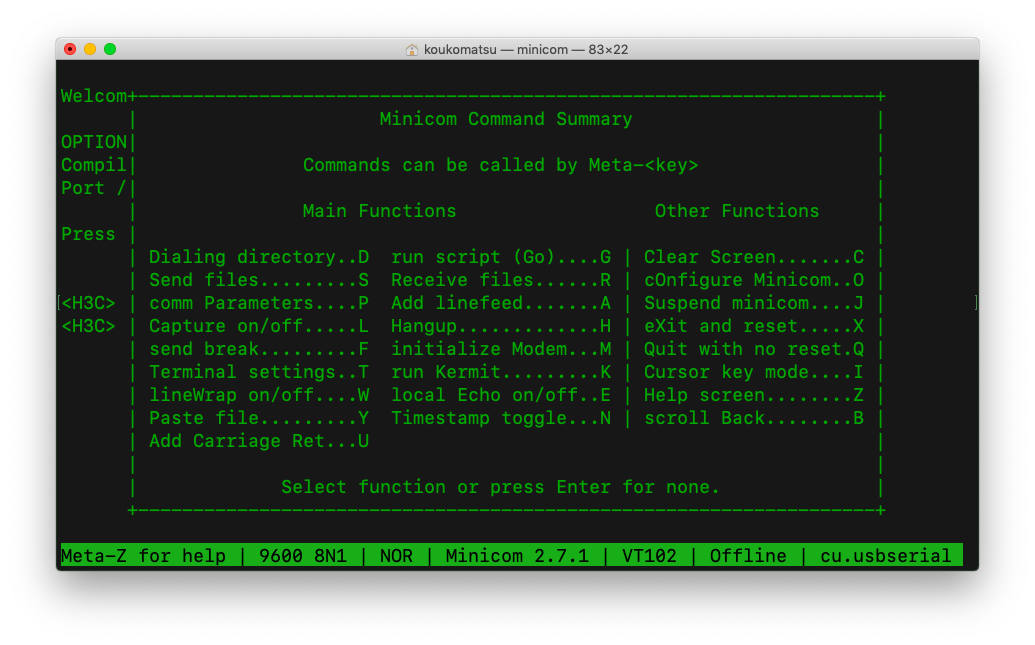 koukomatsu — minicom — 83×22
Welcom+----------------------------------------------------------------------+
| Minicom Command Summary |
OPTION| |
Compil| Commands can be called by Meta-<key> |
Port /| |
| Main Functions Other Functions |
Press | |
| Dialing directory..D run script (Go)....G | Clear Screen.......C |
| Send files.........S Receive files......R | cOnfigure Minicom..O |
[<H3C> | comm Parameters....P Add linefeed.......A | Suspend minicom....J | ]
<H3C> | Capture on/off.....L Hangup.............H | eXit and reset.....X |
| send break.........F initialize Modem...M | Quit with no reset.Q |
| Terminal settings..T run Kermit.........K | Cursor key mode....I |
| lineWrap on/off....W local Echo on/off..E | Help screen........Z |
| Paste file.........Y Timestamp toggle...N | scroll Back........B |
| Add Carriage Ret...U |
| |
| Select function or press Enter for none. |
+-------------------------------------------------------------------+
Meta-Z for help | 9600 8N1 | NOR | Minicom 2.7.1 | VT102 | Offline | cu.usbserial